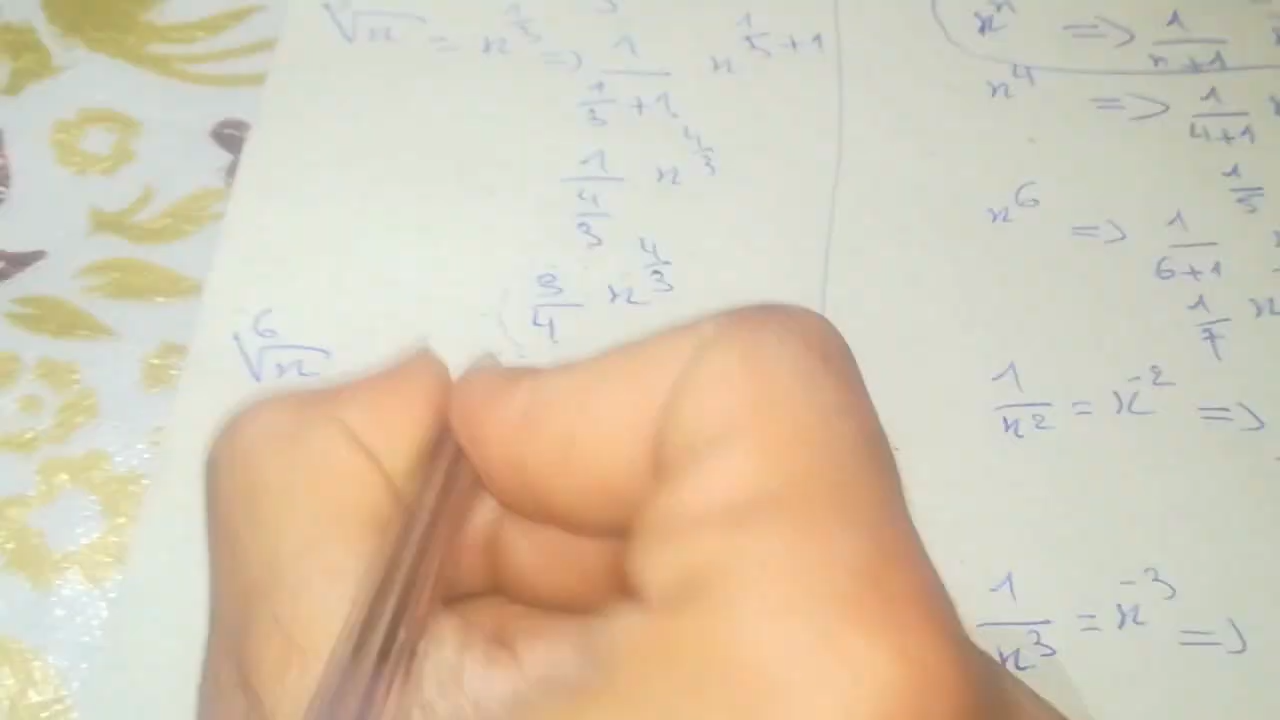 √x = x^1/3 => 1/(1/3 + 1) x^1/3+1
1/(4/3) x^4/3
3/4 x^4/3
⁶√x
x^n => 1/(n+1)
x^4 => 1/(4+1)
1/5
x^6 => 1/(6+1)
1/7 x
1/x² = x^-2 =>
1/x³ = x^-3 =>